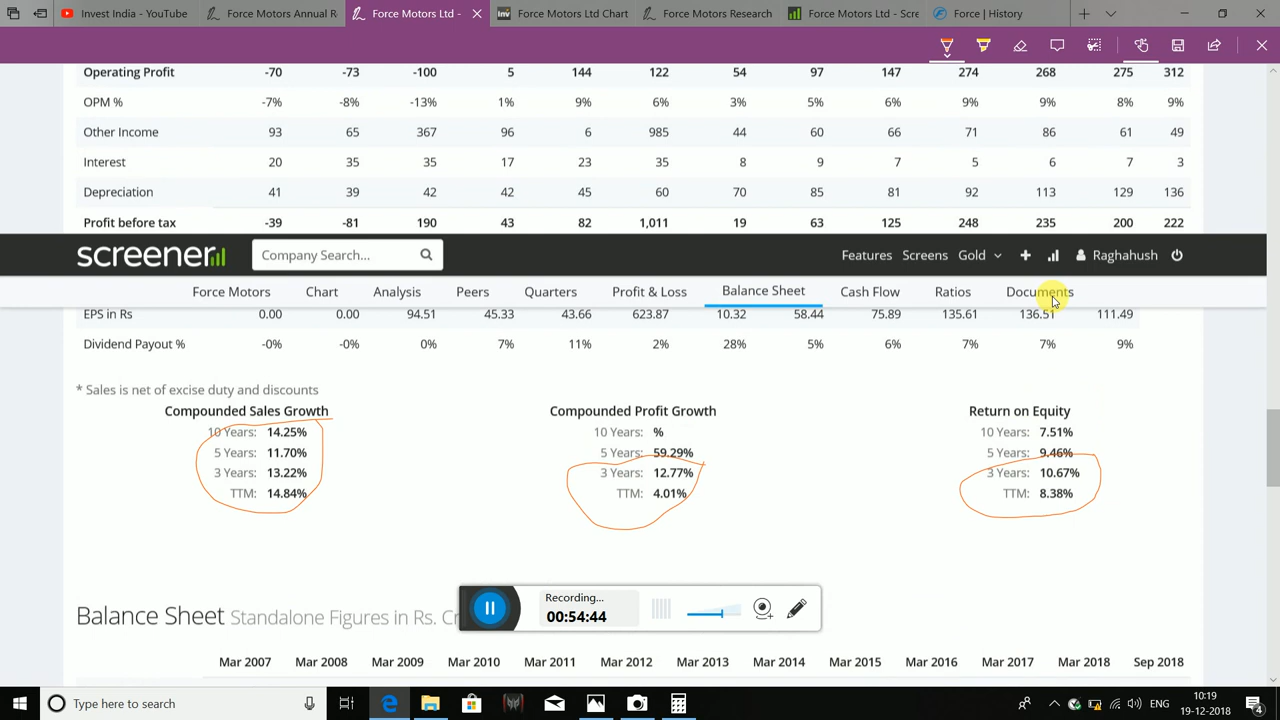 Invest India - YouTube
Force Motors Annual R
Force Motors Ltd -
Force Motors Ltd Chart
Force Motors Research
Force Motors Ltd - Scre
Force | History
Operating Profit -70 -73 -100 5 144 122 54 97 147 274 268 275 312
OPM % -7% -8% -13% 1% 9% 6% 3% 5% 6% 9% 9% 8% 9%
Other Income 93 65 367 96 6 985 44 60 66 71 86 61 49
Interest 20 35 35 17 23 35 8 9 7 5 6 7 3
Depreciation 41 39 42 42 45 60 70 85 81 92 113 129 136
Profit before tax -39 -81 190 43 82 1,011 19 63 125 248 235 200 222
screener
Company Search...
Features Screens Gold Raghahush
Force Motors Chart Analysis Peers Quarters Profit & Loss Balance Sheet Cash Flow Ratios Documents
EPS in Rs 0.00 0.00 94.51 45.33 43.66 623.87 10.32 58.44 75.89 135.61 136.51 111.49
Dividend Payout % -0% -0% 0% 7% 11% 2% 28% 5% 6% 7% 7% 9%
* Sales is net of excise duty and discounts
Compounded Sales Growth
10 Years: 14.25%
5 Years: 11.70%
3 Years: 13.22%
TTM: 14.84%
Compounded Profit Growth
10 Years: %
5 Years: 59.29%
3 Years: 12.77%
TTM: 4.01%
Return on Equity
10 Years: 7.51%
5 Years: 9.46%
3 Years: 10.67%
TTM: 8.38%
Recording...
00:54:44
Balance Sheet Standalone Figures in Rs. Cr
Mar 2007 Mar 2008 Mar 2009 Mar 2010 Mar 2011 Mar 2012 Mar 2013 Mar 2014 Mar 2015 Mar 2016 Mar 2017 Mar 2018 Sep 2018
Type here to search
ENG
10:19
19-12-2018
4